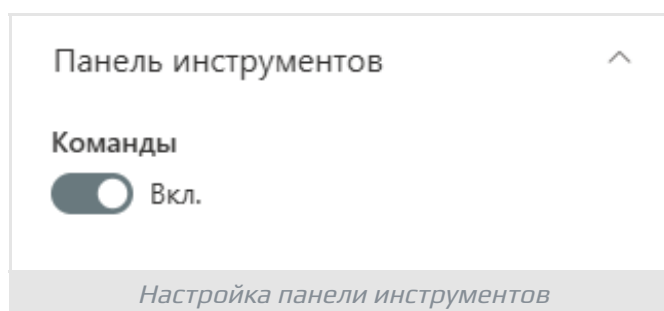 Панель инструментов
Команды
Вкл.
Настройка панели инструментов